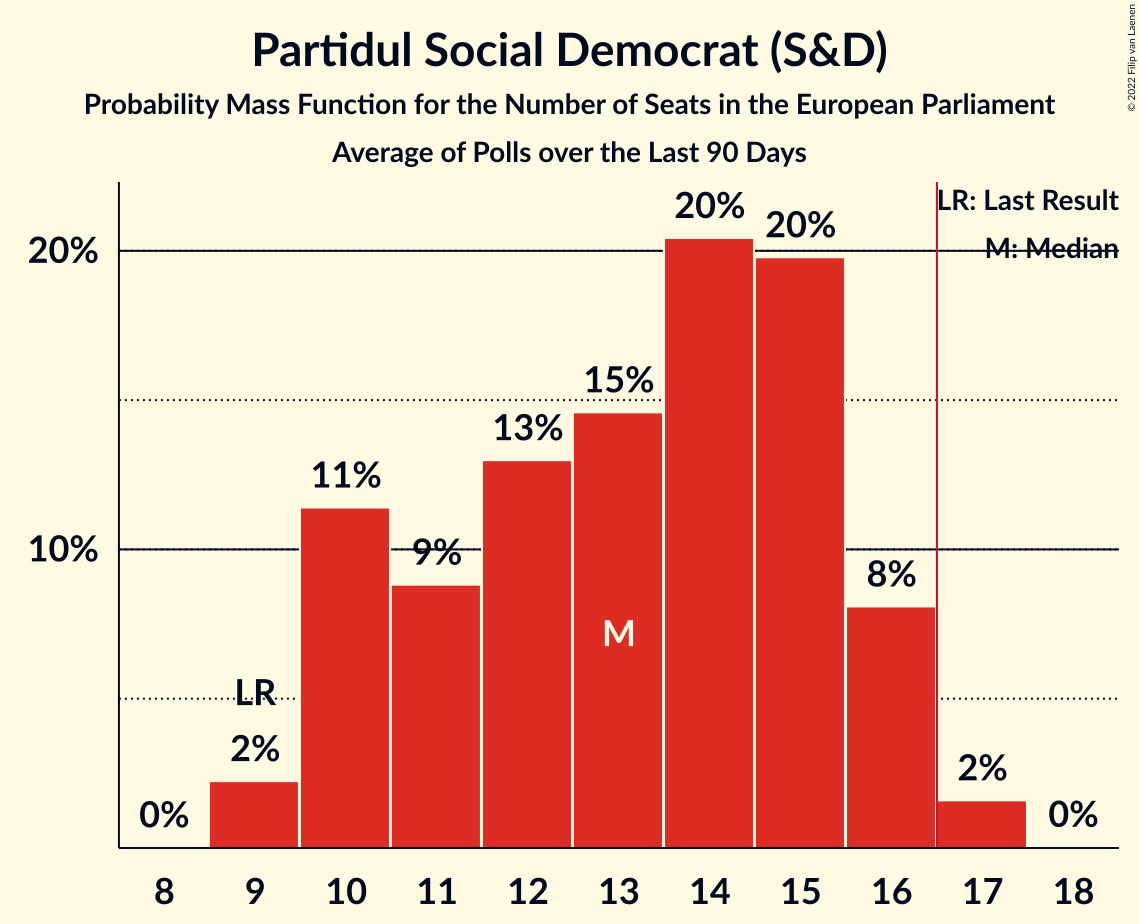 Partidul Social Democrat (S&D)
Probability Mass Function for the Number of Seats in the European Parliament
Average of Polls over the Last 90 Days
© 2022 Filip van Laenen
LR: Last Result
M: Median
20%
10%
0%
2%
LR
11%
9%
13%
15%
M
20%
20%
8%
2%
0%
8 9 10 11 12 13 14 15 16 17 18